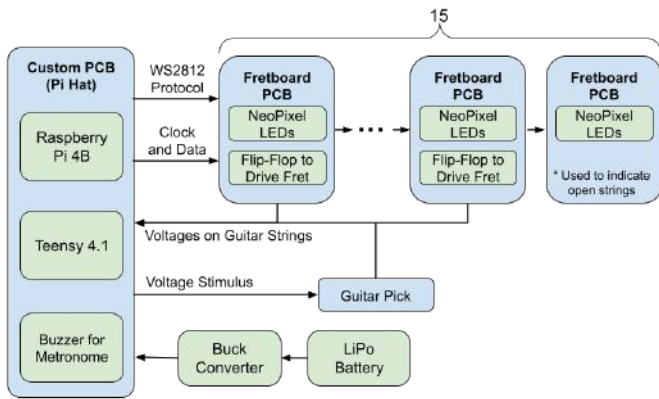 15
Custom PCB
(Pi Hat)
Raspberry
Pi 4B
Teensy 4.1
Buzzer for
Metronome
WS2812
Protocol
Clock
and Data
Fretboard
PCB
NeoPixel
LEDs
Flip-Flop to
Drive Fret
Fretboard
PCB
NeoPixel
LEDs
Flip-Flop to
Drive Fret
Fretboard
PCB
NeoPixel
LEDs
* Used to indicate
open strings
Voltages on Guitar Strings
Voltage Stimulus
Guitar Pick
Buck
Converter
LiPo
Battery